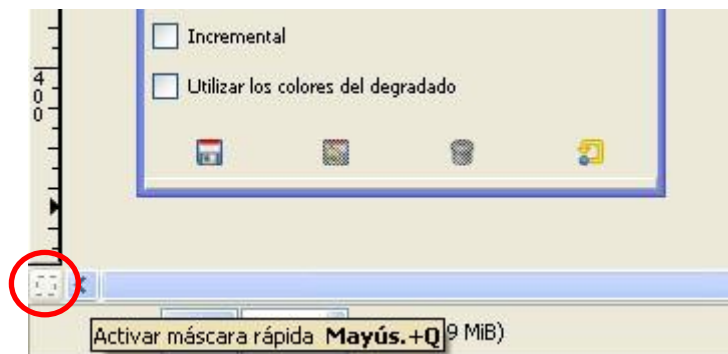 Incremental
400
Utilizar los colores del degradado
Activar máscara rápida Mayús.+Q
9 MiB)